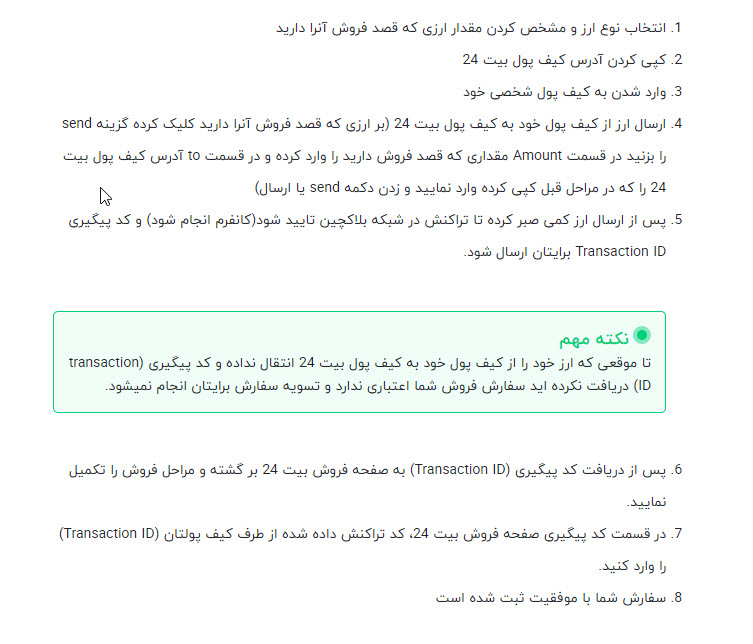 1. انتخاب نوع ارز و مشخص کردن مقدار ارزی که قصد فروش آنرا دارید
2. کپی کردن آدرس کیف پول بیت 24
3. وارد شدن به کیف پول شخصی خود
4. ارسال ارز از کیف پول خود به کیف پول بیت 24 (بر ارزی که قصد فروش آنرا دارید کلیک کرده گزینه send
را بزنید در قسمت Amount مقداری که قصد فروش دارید را وارد کرده و در قسمت to آدرس کیف پول بیت
24 را که در مراحل قبل کپی کرده وارد نمایید و زدن دکمه send یا ارسال)
5. پس از ارسال ارز کمی صبر کرده تا تراکنش در شبکه بلاکچین تایید شود(کانفرم انجام شود) و کد پیگیری
Transaction ID برایتان ارسال شود.
نکته مهم
تا موقعی که ارز خود را از کیف پول خود به کیف پول بیت 24 انتقال نداده و کد پیگیری (transaction
ID) دریافت نکرده اید سفارش فروش شما اعتباری ندارد و تسویه سفارش برایتان انجام نمیشود.
6. پس از دریافت کد پیگیری (Transaction ID) به صفحه فروش بیت 24 بر گشته و مراحل فروش را تکمیل
نمایید.
7. در قسمت کد پیگیری صفحه فروش بیت 24، کد تراکنش داده شده از طرف کیف پولتان (Transaction ID)
را وارد کنید.
8. سفارش شما با موفقیت ثبت شده است